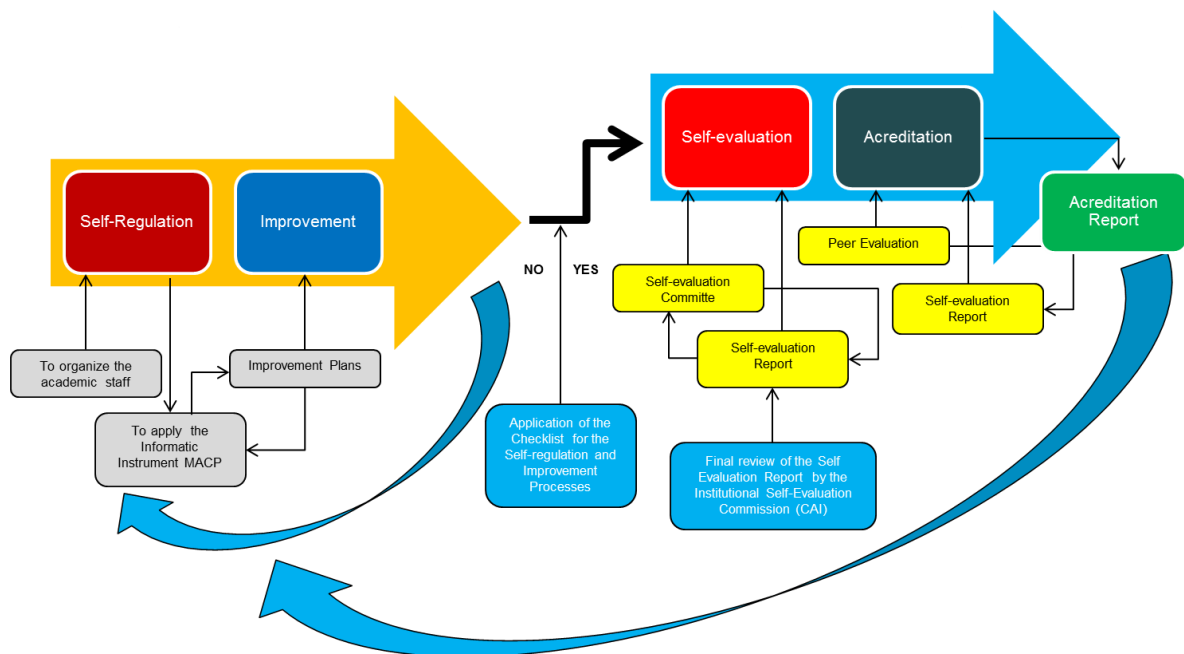 Self-Regulation
Improvement
To organize the
academic staff
Improvement Plans
To apply the
Informatic
Instrument MACP
NO
YES
Application of the
Checklist for the
Self-regulation and
Improvement
Processes
Self-evaluation
Acreditation
Acreditation
Report
Peer Evaluation
Self-evaluation
Committe
Self-evaluation
Report
Self-evaluation
Report
Final review of the Self
Evaluation Report by the
Institutional Self-Evaluation
Commission (CAI)